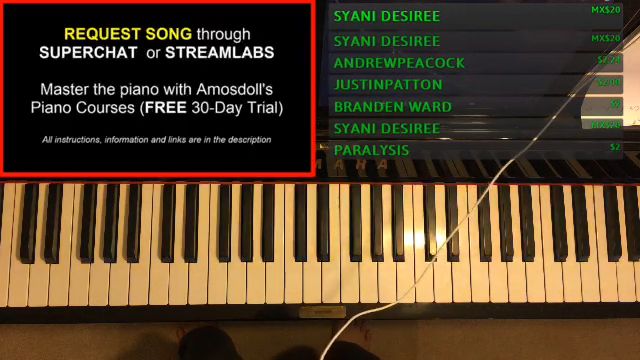 REQUEST SONG through
SUPERCHAT or STREAMLABS
Master the piano with Amosdoll's
Piano Courses (FREE 30-Day Trial)
All instructions, information and links are in the description
SYANI DESIREE MX$20
SYANI DESIREE MX$20
ANDREWPEACOCK
JUSTINPATTON
BRANDEN WARD
SYANI DESIREE
PARALYSIS $2